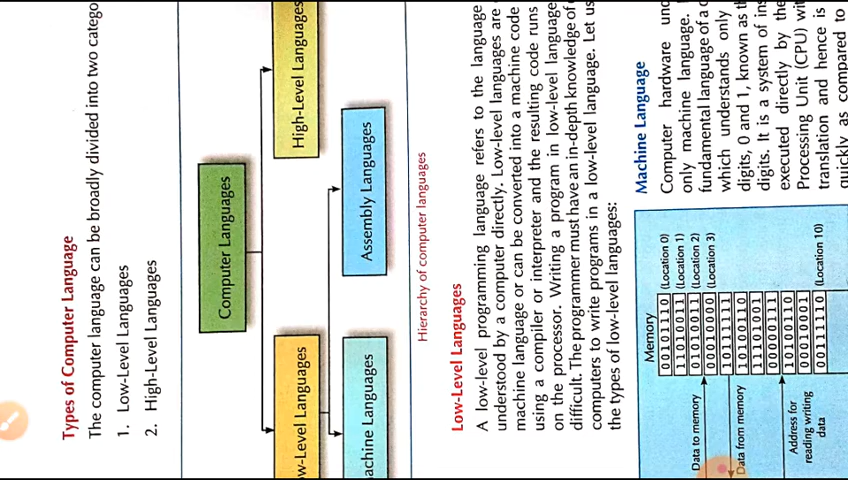 Types of Computer Language
The computer language can be broadly divided into two
1. Low-Level Languages
2. High-Level Languages
Computer Languages
Languages
High-Level Languages
Languages
Assembly Languages
Hierarchy of computer languages
Low-Level Languages
A low-level programming language refers to the language
understood by a computer directly. Low-level languages are
machine language or can be converted into a machine code
using a compiler or interpreter and the resulting code runs
on the processor. Writing a program in low-level language
difficult. The programmer must have an in-depth knowledge of
computers to write programs in a low-level language. Let us
the types of low-level languages:
Memory
00101110 (Location 0)
11010011 (Location 1)
01010011 (Location 2)
00010000 (Location 3)
10111111
10100110
11101001
00000111
10100110
00010001
00111110 (Location 10)
Data to memory
Data from memory
Address for
reading writing
data
Machine Language
Computer hardware
only machine language.
fundamental language of a
which understands only
digits, 0 and 1, known as
digits. It is a system of
executed directly by the
Processing Unit (CPU)
translation and hence is
quickly as compared to